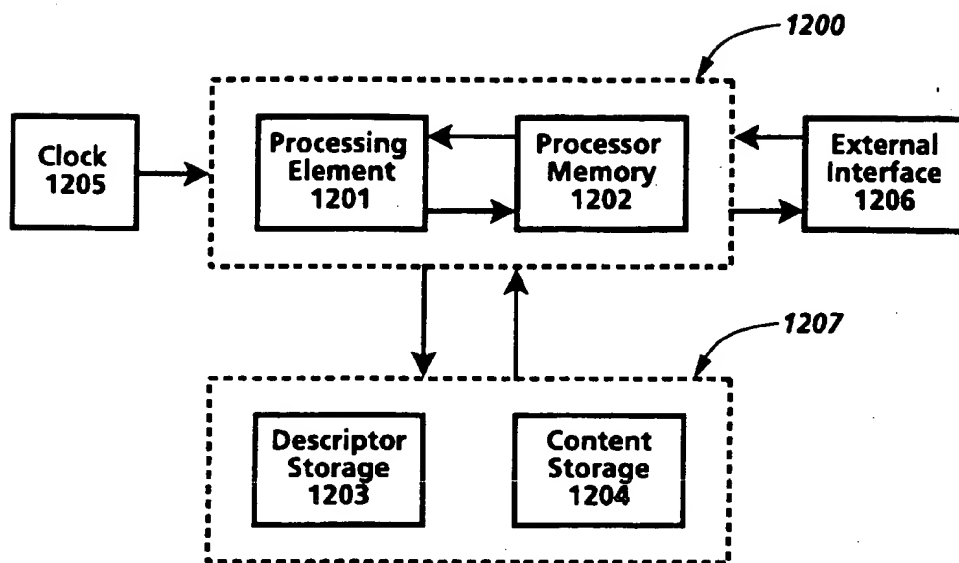 1200
Clock
1205
Processing
Element
1201
Processor
Memory
1202
External
Interface
1206
1207
Descriptor
Storage
1203
Content
Storage
1204